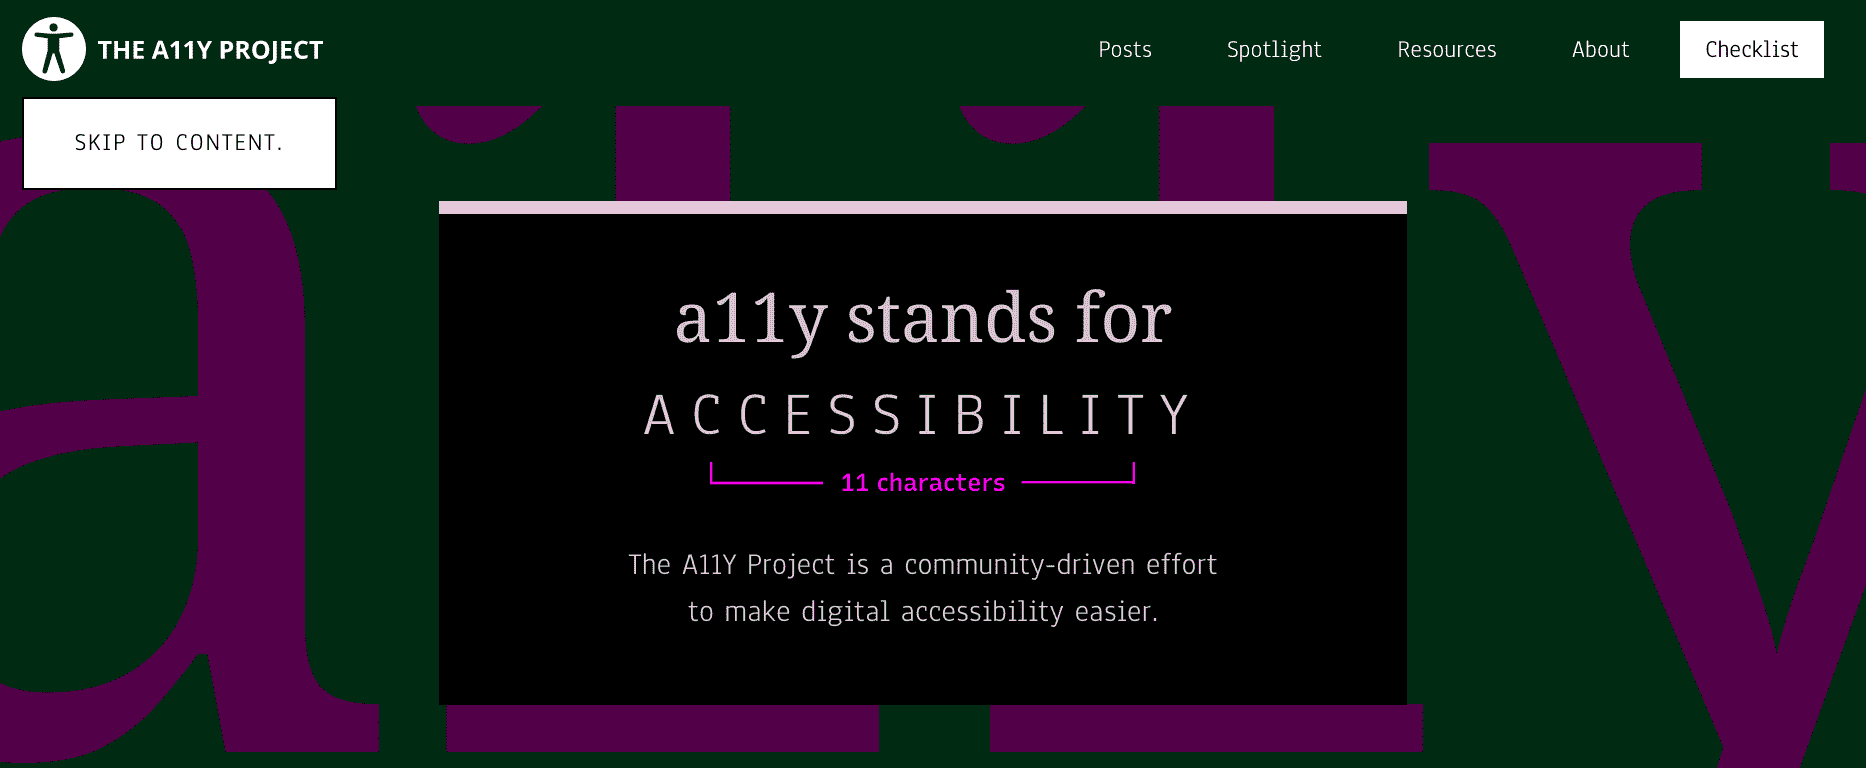 THE A11Y PROJECT
Posts
Spotlight
Resources
About
Checklist
SKIP TO CONTENT.
a11y
a11y stands for
ACCESSIBILITY
11 characters
The A11Y Project is a community-driven effort
to make digital accessibility easier.